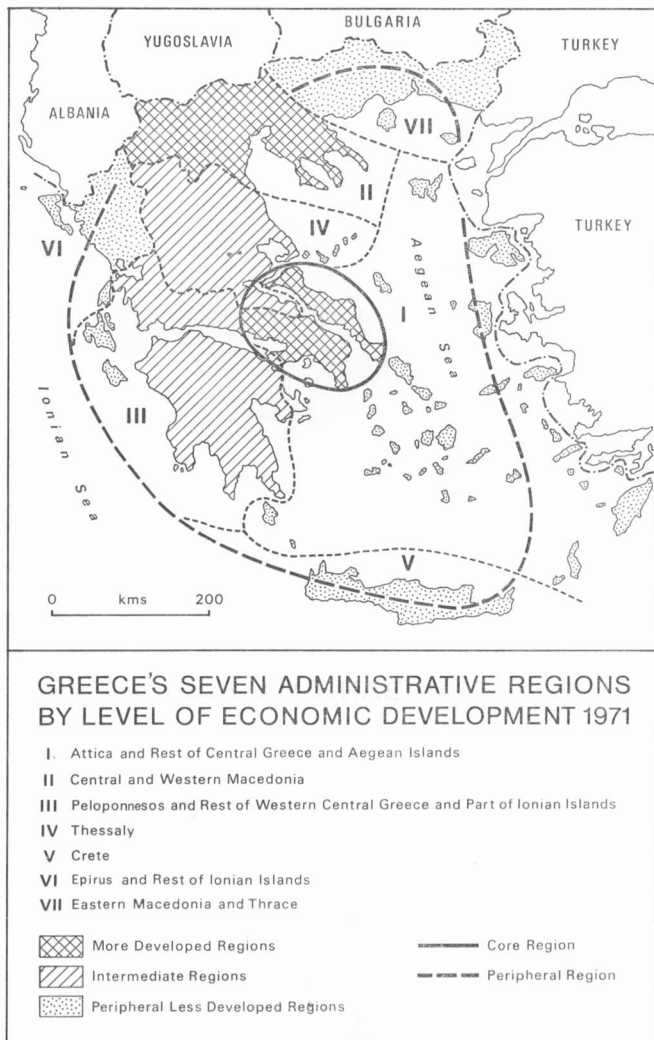 BULGARIA
YUGOSLAVIA
TURKEY
ALBANIA
VII
II
VI
IV
TURKEY
Aegean Sea
I
III
Ionian Sea
V
0 kms 200
GREECE'S SEVEN ADMINISTRATIVE REGIONS
BY LEVEL OF ECONOMIC DEVELOPMENT 1971
I. Attica and Rest of Central Greece and Aegean Islands
II Central and Western Macedonia
III Peloponnesos and Rest of Western Central Greece and Part of Ionian Islands
IV Thessaly
V Crete
VI Epirus and Rest of Ionian Islands
VII Eastern Macedonia and Thrace
More Developed Regions
Core Region
Intermediate Regions
Peripheral Region
Peripheral Less Developed Regions